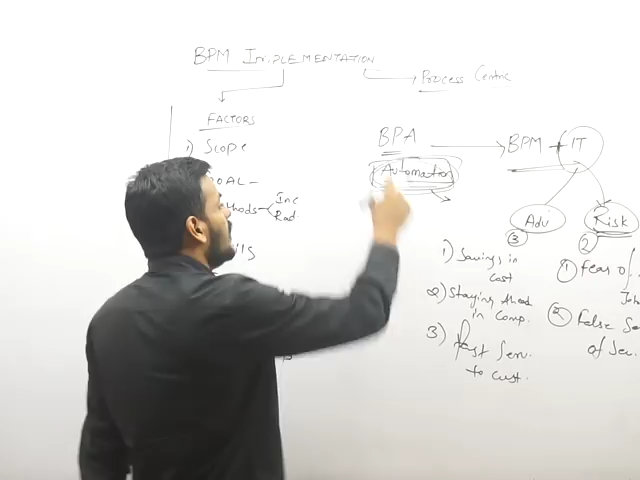 BPM IMPLEMENTATION
Process Centric
FACTORS
1) Scope
GOAL -
Inc
Rad.
BPA
BPM + IT
Automation
Adv
Risk
3
2
1) Savings in
cost
2) Staying Ahead
in Comp.
3) Fast Serv.
to cust.
1 Fear of
2 False Se
of Sec.